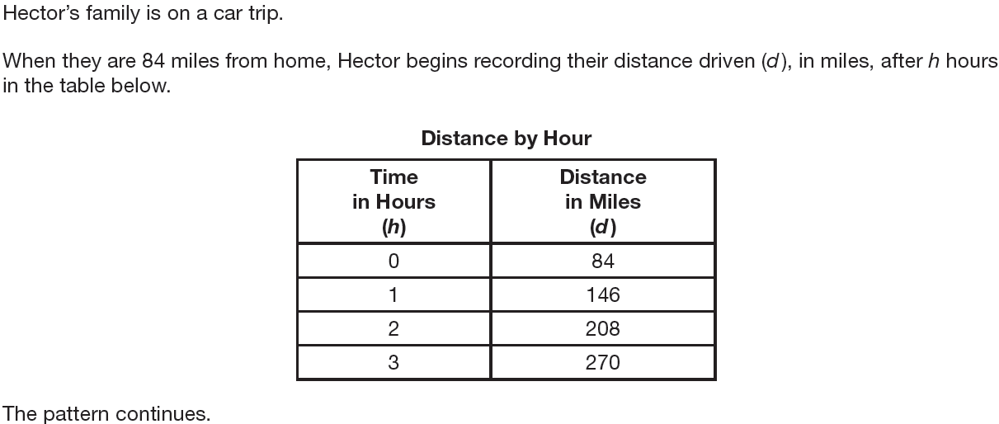 Hector’s family is on a car trip.
When they are 84 miles from home, Hector begins recording their distance driven (d), in miles, after h hours
in the table below.
Distance by Hour
Time
in Hours
(h)
Distance
in Miles
(d)
0 84
1 146
2 208
3 270
The pattern continues.